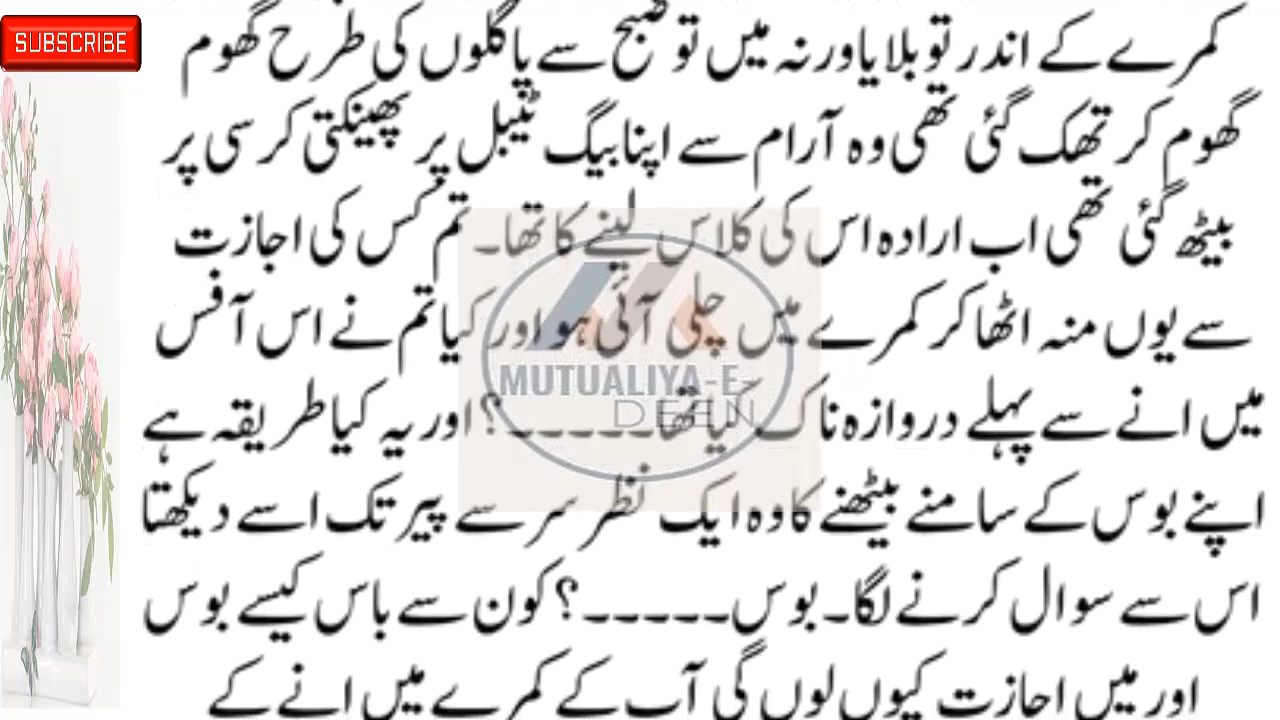 SUBSCRIBE
کمرے کے اندر تو بلایا ورنہ میں تو صبح سے پاگلوں کی طرح گھوم
گھوم کر تھک گئی تھی وہ آرام سے اپنا بیگ ٹیبل پر پھینکتی کرسی پر
بیٹھ گئی تھی اب ارادہ اس کی کلاس لینے کا تھا۔ تم کس کی اجازت
سے یوں منہ اٹھا کر کمرے میں چلی آئی ہو اور کیا تم نے اس آفس
میں انے سے پہلے دروازہ ناک کیا تھا۔۔۔۔۔؟ اور یہ کیا طریقہ ہے
اپنے بوس کے سامنے بیٹھنے کا وہ ایک نظر سر سے پیر تک اسے دیکھتا
اس سے سوال کرنے لگا۔ بوس۔۔۔۔۔؟ کون سے باس کیسے بوس
اور میں اجازت کیوں لوں گی آپ کے کمرے میں انے کے
MUTUALIYA-E-
DEEN